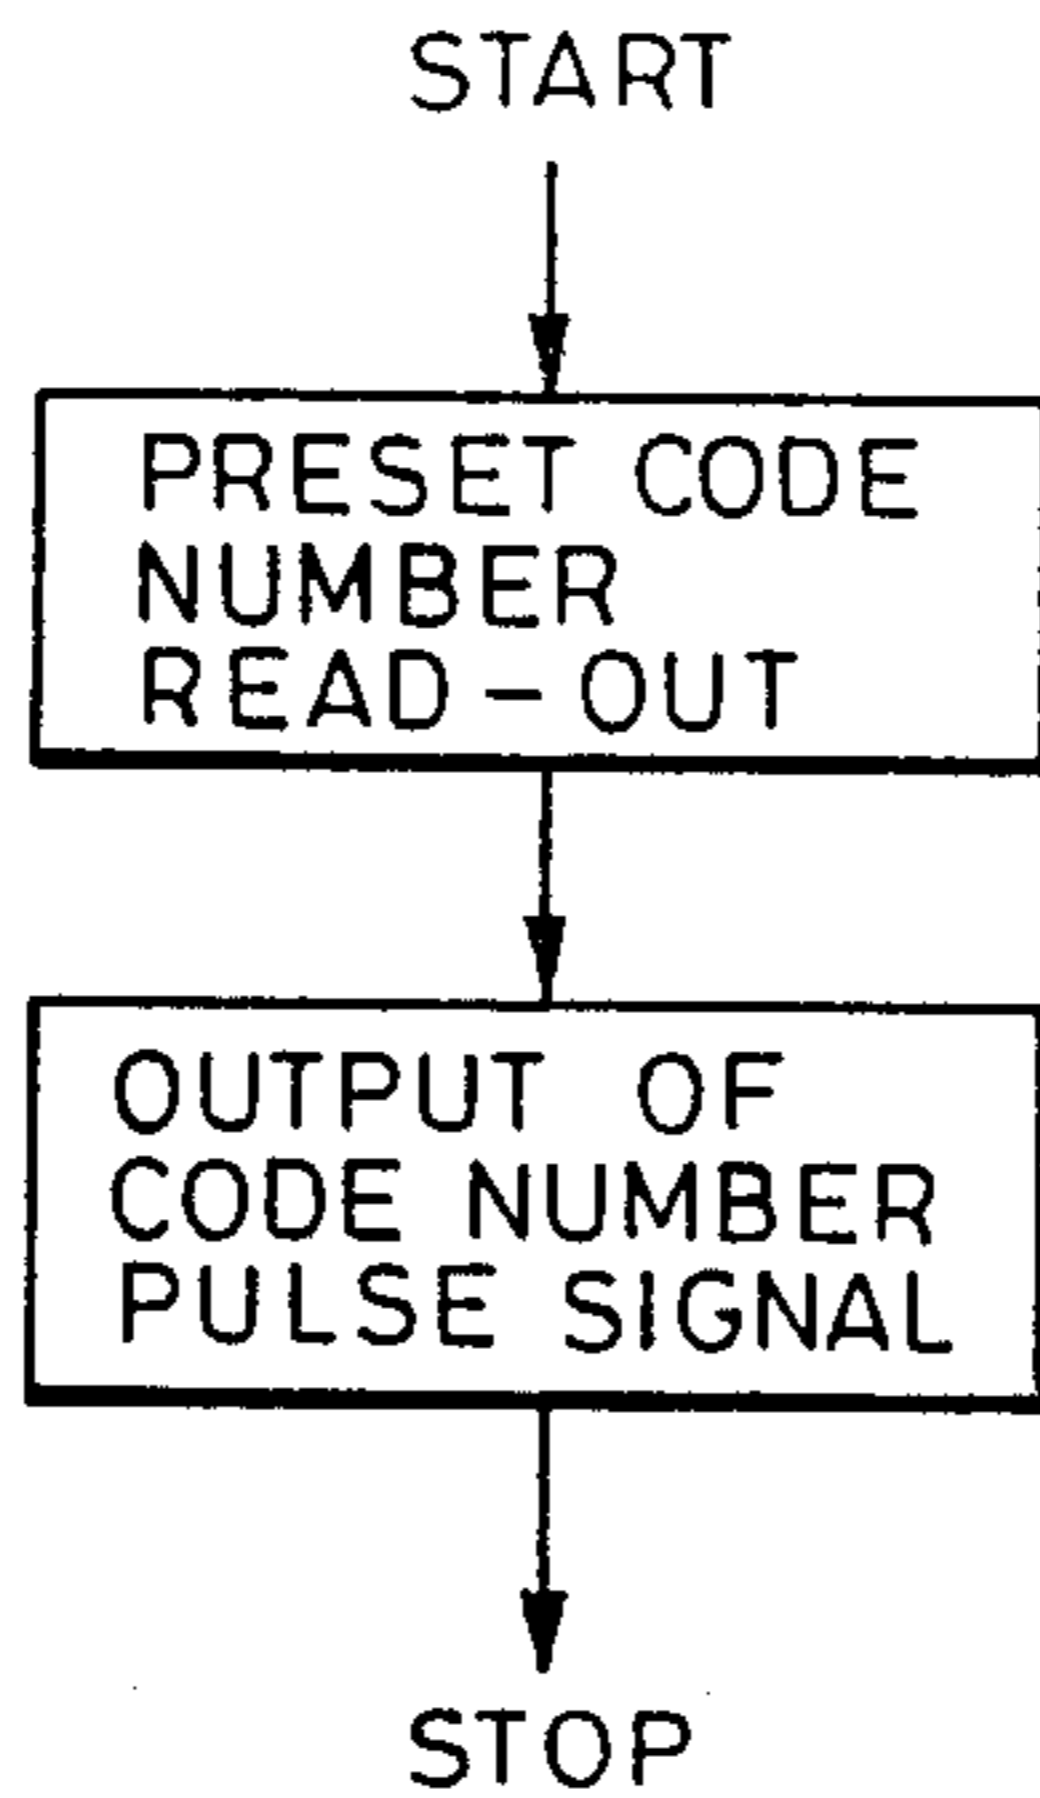 START
PRESET CODE
NUMBER
READ-OUT
OUTPUT OF
CODE NUMBER
PULSE SIGNAL
STOP